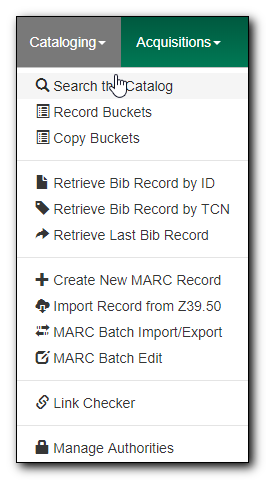 Cataloging Acquisitions
Search the Catalog
Record Buckets
Copy Buckets
Retrieve Bib Record by ID
Retrieve Bib Record by TCN
Retrieve Last Bib Record
Create New MARC Record
Import Record from Z39.50
MARC Batch Import/Export
MARC Batch Edit
Link Checker
Manage Authorities